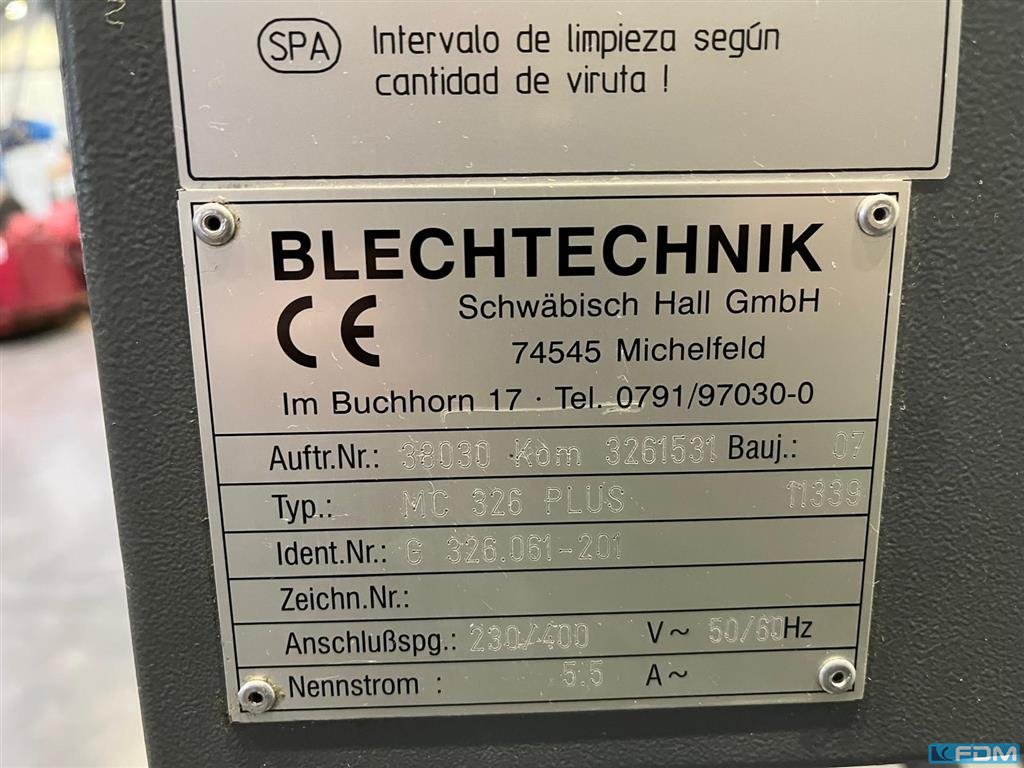 SPA Intervalo de limpieza según
cantidad de viruta !
BLECHTECHNIK
CE Schwäbisch Hall GmbH
74545 Michelfeld
Im Buchhorn 17 · Tel. 0791/97030-0
Auftr.Nr.: 38030 Kom 3261531 Bauj.: 07
Typ.: MC 326 PLUS 11339
Ident.Nr.: G 326.061-201
Zeichn.Nr.:
Anschlußspg.: 230/400 V~ 50/60Hz
Nennstrom : 5.5 A~
FDM